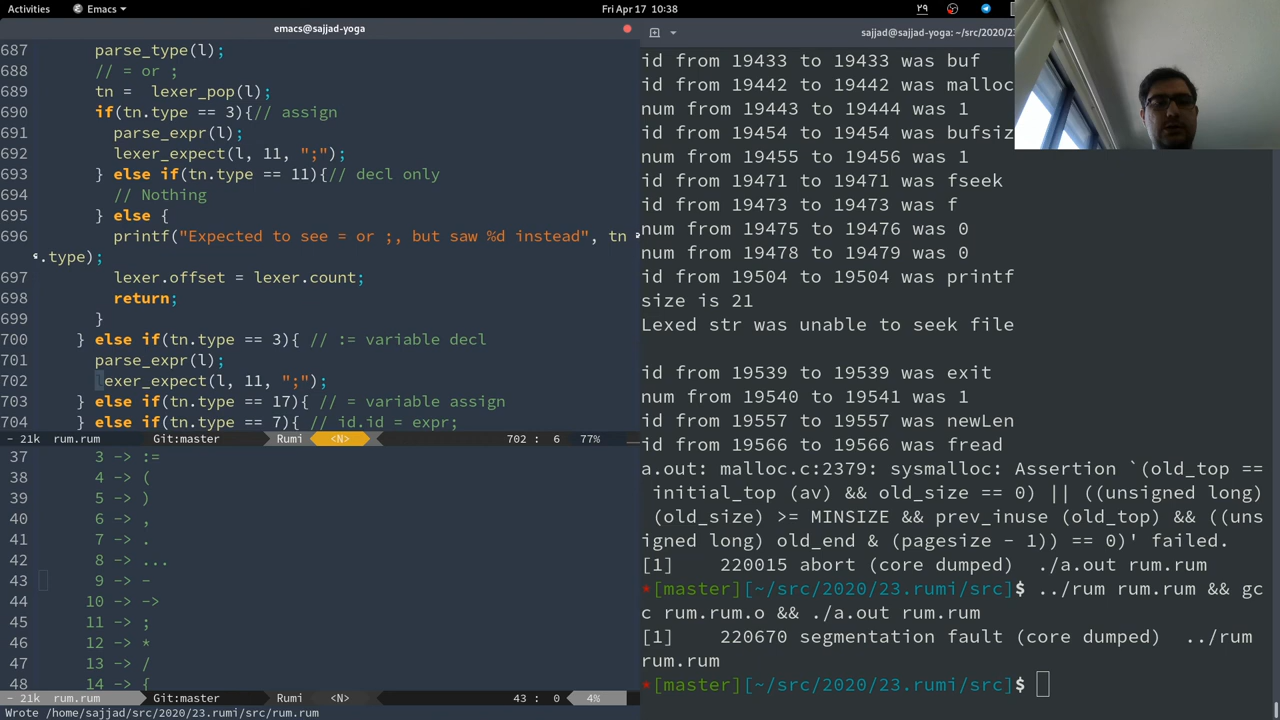 Activities
Emacs
Fri Apr 17 10:38
۲۹
emacs@sajjad-yoga
sajjad@sajjad-yoga: ~/src/2020/23.
687 parse_type(l);
688 // = or ;
689 tn =  lexer_pop(l);
690 if(tn.type == 3){// assign
691 parse_expr(l);
692 lexer_expect(l, 11, ";");
693 } else if(tn.type == 11){// decl only
694 // Nothing
695 } else {
696 printf("Expected to see = or ;, but saw %d instead", tn
.type);
697 lexer.offset = lexer.count;
698 return;
699 }
700 } else if(tn.type == 3){ // := variable decl
701 parse_expr(l);
702 lexer_expect(l, 11, ";");
703 } else if(tn.type == 17){ // = variable assign
704 } else if(tn.type == 7){ // id.id = expr;
- 21k rum.rum Git:master Rumi <N> 702 : 6 77%
37 3 -> :=
38 4 -> (
39 5 -> )
40 6 -> ,
41 7 -> .
42 8 -> ...
43 9 -> -
44 10 -> ->
45 11 -> ;
46 12 -> *
47 13 -> /
48 14 -> {
- 21k rum.rum Git:master Rumi <N> 43 : 0 4%
Wrote /home/sajjad/src/2020/23.rumi/src/rum.rum
id from 19433 to 19433 was buf
id from 19442 to 19442 was malloc
num from 19443 to 19444 was 1
id from 19454 to 19454 was bufsiz
num from 19455 to 19456 was 1
id from 19471 to 19471 was fseek
id from 19473 to 19473 was f
num from 19475 to 19476 was 0
num from 19478 to 19479 was 0
id from 19504 to 19504 was printf
size is 21
Lexed str was unable to seek file
id from 19539 to 19539 was exit
num from 19540 to 19541 was 1
id from 19557 to 19557 was newLen
id from 19566 to 19566 was fread
a.out: malloc.c:2379: sysmalloc: Assertion `(old_top ==
initial_top (av) && old_size == 0) || ((unsigned long)
(old_size) >= MINSIZE && prev_inuse (old_top) && ((uns
igned long) old_end & (pagesize - 1)) == 0)' failed.
[1] 220015 abort (core dumped) ./a.out rum.rum
*[master][~/src/2020/23.rumi/src]$ ../rum rum.rum && gc
c rum.rum.o && ./a.out rum.rum
[1] 220670 segmentation fault (core dumped) ../rum
rum.rum
*[master][~/src/2020/23.rumi/src]$